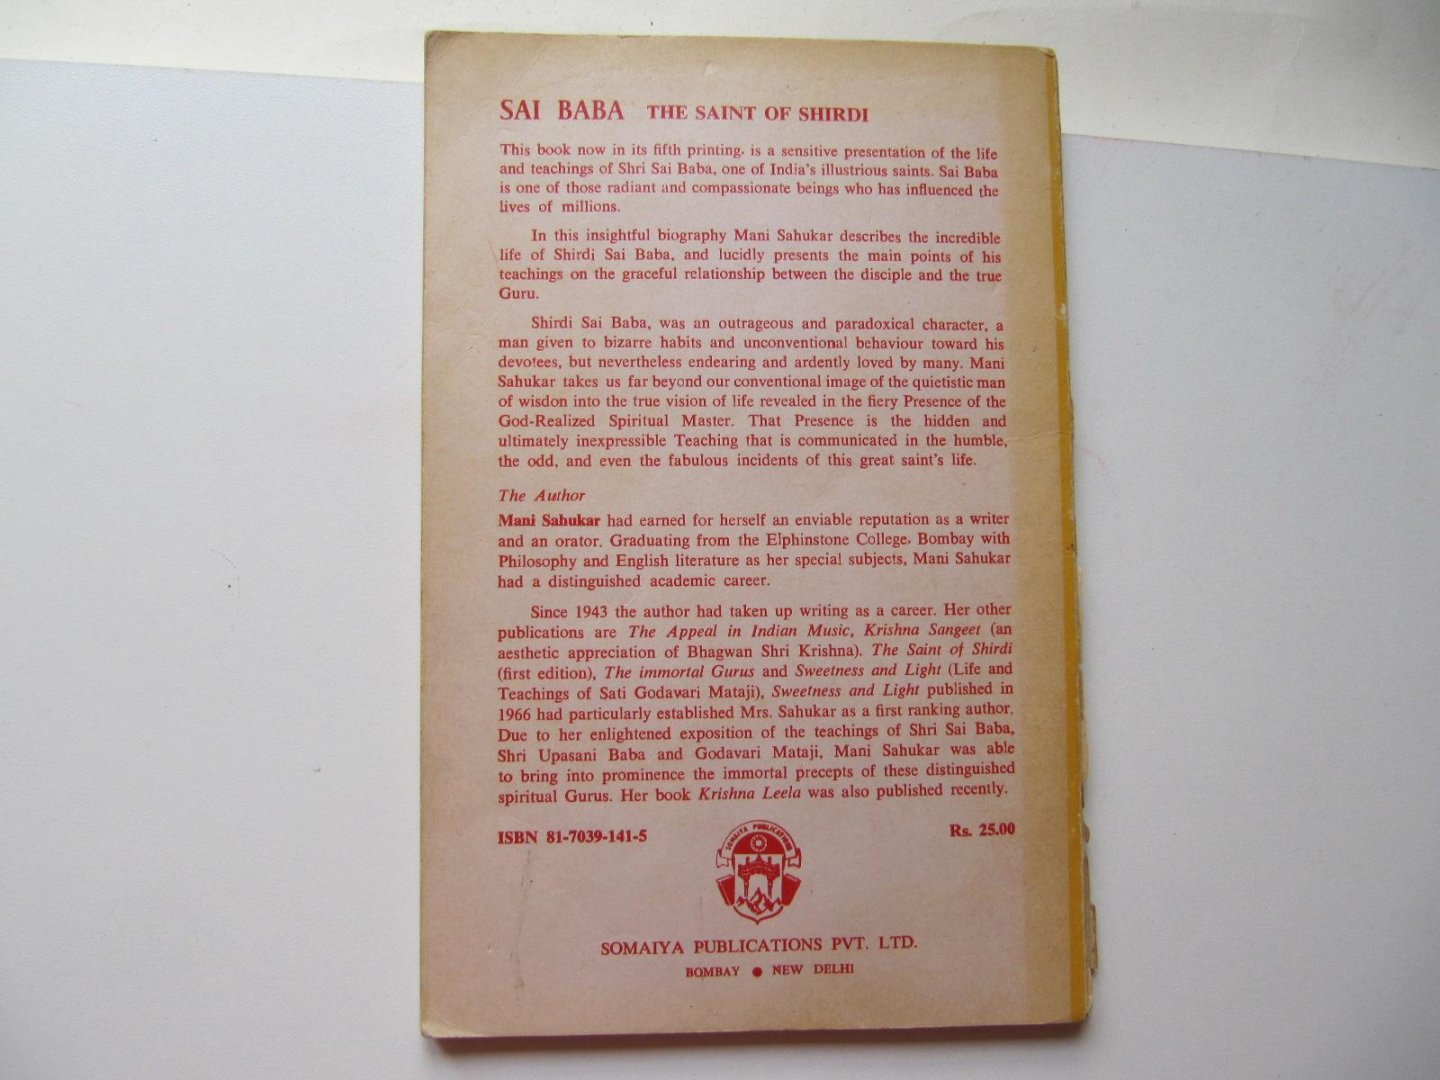 SAI BABA THE SAINT OF SHIRDI
This book now in its fifth printing, is a sensitive presentation of the life
and teachings of Shri Sai Baba, one of India's illustrious saints. Sai Baba
is one of those radiant and compassionate beings who has influenced the
lives of millions.
In this insightful biography Mani Sahukar describes the incredible
life of Shirdi Sai Baba, and lucidly presents the main points of his
teachings on the graceful relationship between the disciple and the true
Guru.
Shirdi Sai Baba, was an outrageous and paradoxical character, a
man given to bizarre habits and unconventional behaviour toward his
devotees, but nevertheless endearing and ardently loved by many. Mani
Sahukar takes us far beyond our conventional image of the quietistic man
of wisdon into the true vision of life revealed in the fiery Presence of the
God-Realized Spiritual Master. That Presence is the hidden and
ultimately inexpressible Teaching that is communicated in the humble,
the odd, and even the fabulous incidents of this great saint's life.
The Author
Mani Sahukar had earned for herself an enviable reputation as a writer
and an orator. Graduating from the Elphinstone College, Bombay with
Philosophy and English literature as her special subjects, Mani Sahukar
had a distinguished academic career.
Since 1943 the author had taken up writing as a career. Her other
publications are The Appeal in Indian Music, Krishna Sangeet (an
aesthetic appreciation of Bhagwan Shri Krishna). The Saint of Shirdi
(first edition), The immortal Gurus and Sweetness and Light (Life and
Teachings of Sati Godavari Mataji), Sweetness and Light published in
1966 had particularly established Mrs. Sahukar as a first ranking author.
Due to her enlightened exposition of the teachings of Shri Sai Baba,
Shri Upasani Baba and Godavari Mataji, Mani Sahukar was able
to bring into prominence the immortal precepts of these distinguished
spiritual Gurus. Her book Krishna Leela was also published recently.
ISBN 81-7039-141-5
Rs. 25.00
SOMAIYA PUBLICATIONS
SOMAIYA PUBLICATIONS PVT. LTD.
BOMBAY ● NEW DELHI